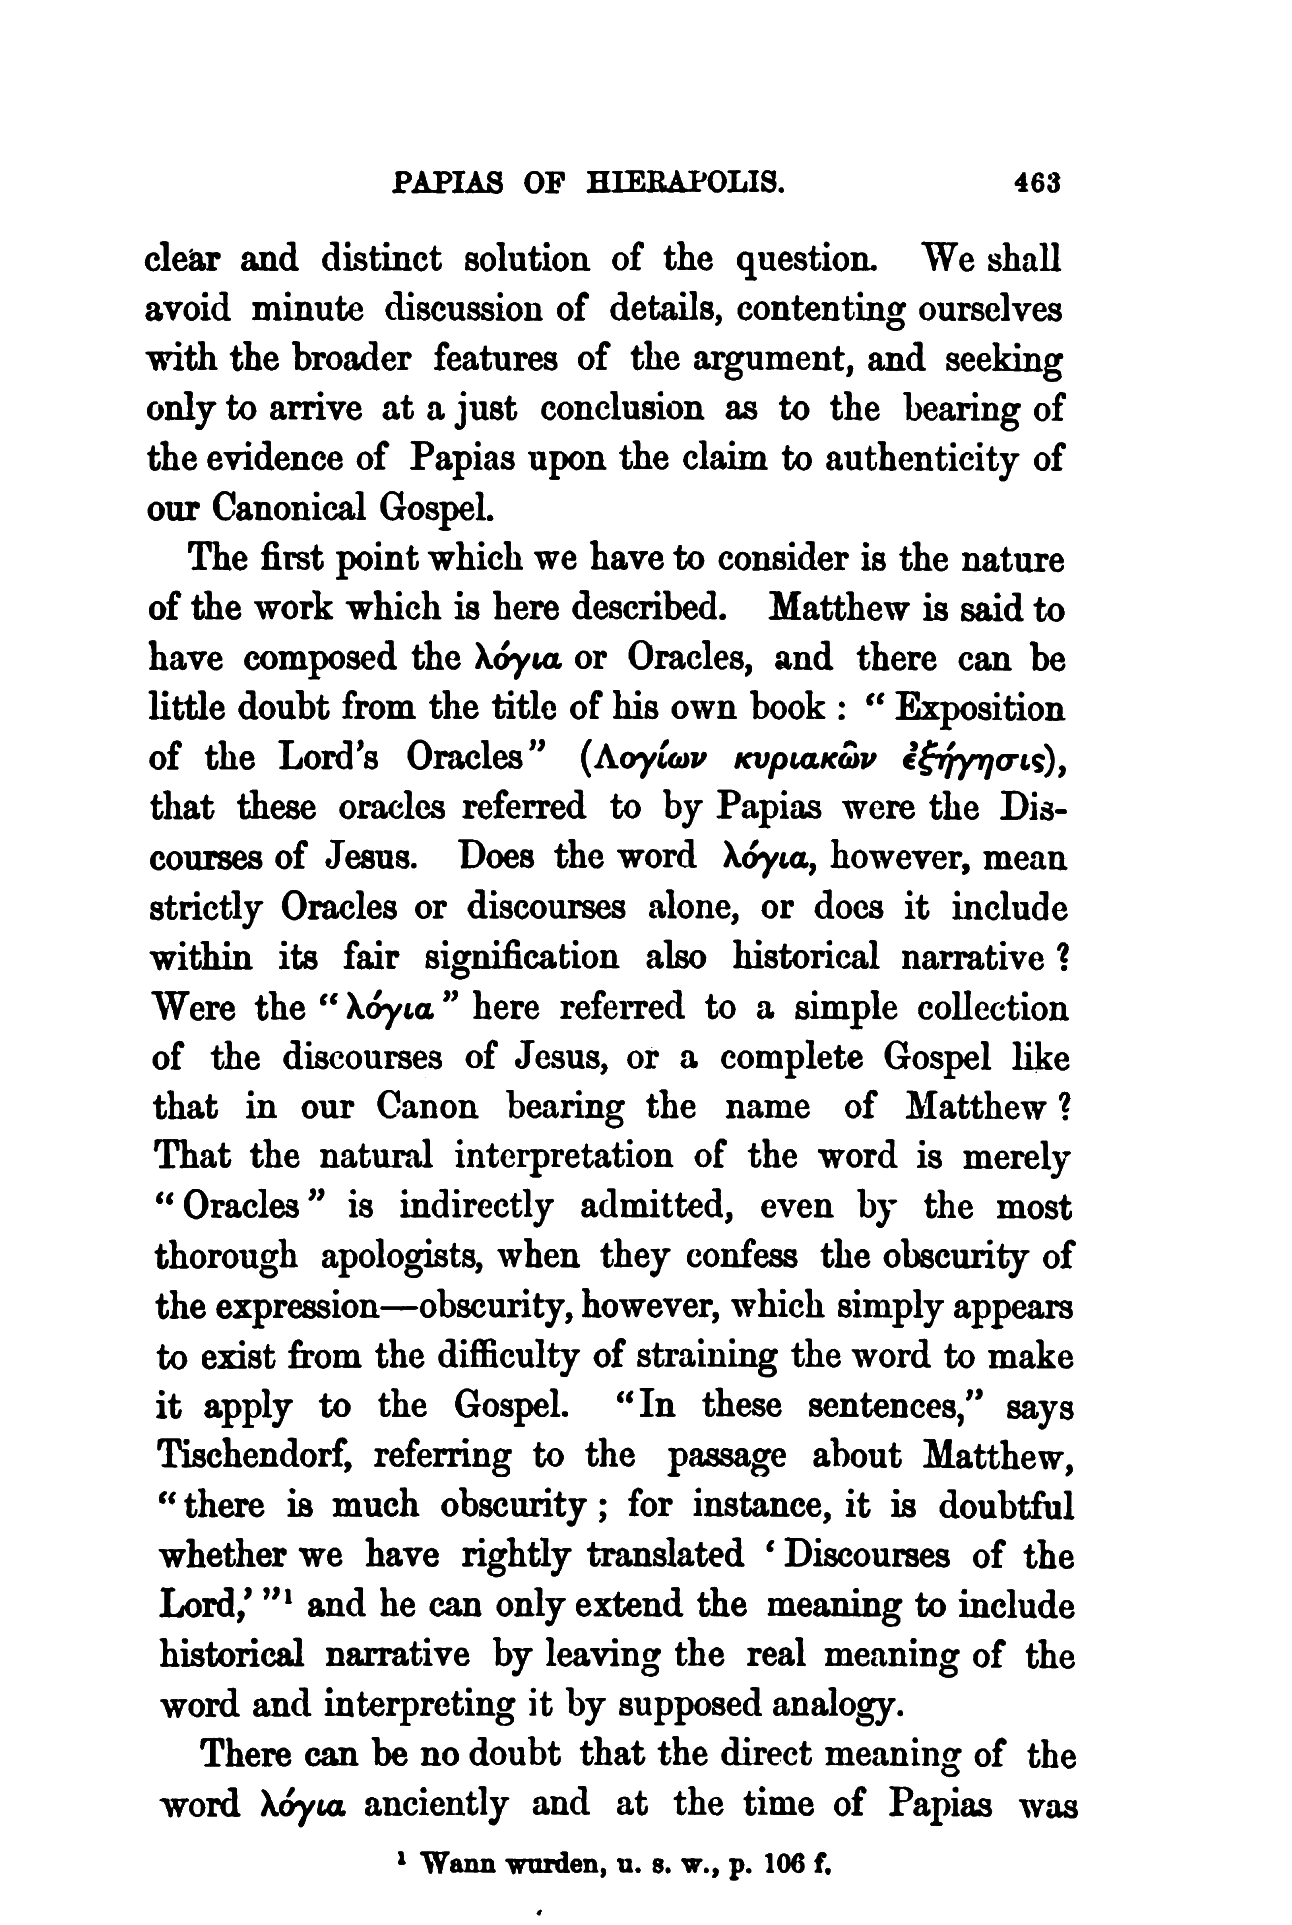 PAPIAS OF HIERAPOLIS. 463
clear and distinct solution of the question. We shall
avoid minute discussion of details, contenting ourselves
with the broader features of the argument, and seeking
only to arrive at a just conclusion as to the bearing of
the evidence of Papias upon the claim to authenticity of
our Canonical Gospel.
The first point which we have to consider is the nature
of the work which is here described. Matthew is said to
have composed the λόγια or Oracles, and there can be
little doubt from the title of his own book : “ Exposition
of the Lord’s Oracles” (Λογίων κυριακῶν ἐξήγησις),
that these oracles referred to by Papias were the Dis-
courses of Jesus. Does the word λόγια, however, mean
strictly Oracles or discourses alone, or does it include
within its fair signification also historical narrative ?
Were the “λόγια” here referred to a simple collection
of the discourses of Jesus, or a complete Gospel like
that in our Canon bearing the name of Matthew ?
That the natural interpretation of the word is merely
“ Oracles ” is indirectly admitted, even by the most
thorough apologists, when they confess the obscurity of
the expression—obscurity, however, which simply appears
to exist from the difficulty of straining the word to make
it apply to the Gospel. “In these sentences,” says
Tischendorf, referring to the passage about Matthew,
“there is much obscurity ; for instance, it is doubtful
whether we have rightly translated ‘ Discourses of the
Lord,’ ”¹ and he can only extend the meaning to include
historical narrative by leaving the real meaning of the
word and interpreting it by supposed analogy.
There can be no doubt that the direct meaning of the
word λόγια anciently and at the time of Papias was
¹ Wann wurden, u. s. w., p. 106 f.